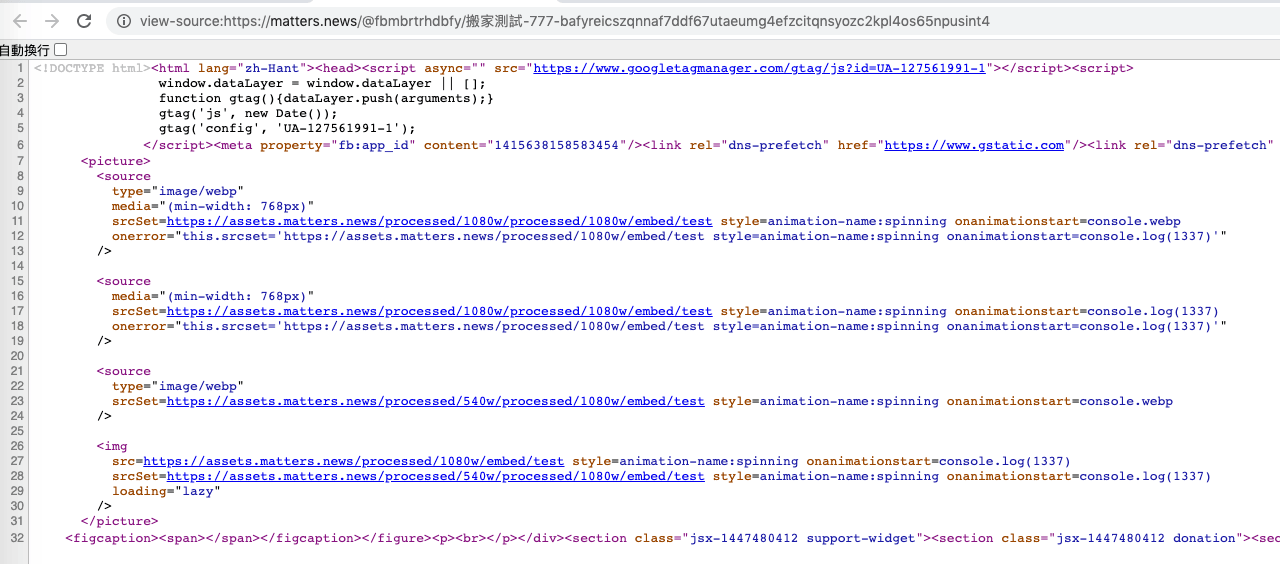 view-source:https://matters.news/@fbmbrtrhdbfy/搬家測試-777-bafyreicszqnnaf7ddf67utaeumg4efzcitqnsyozc2kpl4os65npusint4
自動換行
1 <!DOCTYPE html><html lang="zh-Hant"><head><script async="" src="https://www.googletagmanager.com/gtag/js?id=UA-127561991-1"></script><script>
2 window.dataLayer = window.dataLayer || [];
3 function gtag(){dataLayer.push(arguments);}
4 gtag('js', new Date());
5 gtag('config', 'UA-127561991-1');
6 </script><meta property="fb:app_id" content="1415638158583454"/><link rel="dns-prefetch" href="https://www.gstatic.com"/><link rel="dns-prefetch"
7 <picture>
8 <source
9 type="image/webp"
10 media="(min-width: 768px)"
11 srcSet=https://assets.matters.news/processed/1080w/processed/1080w/embed/test style=animation-name:spinning onanimationstart=console.webp
12 onerror="this.srcset='https://assets.matters.news/processed/1080w/embed/test style=animation-name:spinning onanimationstart=console.log(1337)'"
13 />
14
15 <source
16 media="(min-width: 768px)"
17 srcSet=https://assets.matters.news/processed/1080w/processed/1080w/embed/test style=animation-name:spinning onanimationstart=console.log(1337)
18 onerror="this.srcset='https://assets.matters.news/processed/1080w/embed/test style=animation-name:spinning onanimationstart=console.log(1337)'"
19 />
20
21 <source
22 type="image/webp"
23 srcSet=https://assets.matters.news/processed/540w/processed/1080w/embed/test style=animation-name:spinning onanimationstart=console.webp
24 />
25
26 <img
27 src=https://assets.matters.news/processed/1080w/embed/test style=animation-name:spinning onanimationstart=console.log(1337)
28 srcSet=https://assets.matters.news/processed/540w/processed/1080w/embed/test style=animation-name:spinning onanimationstart=console.log(1337)
29 loading="lazy"
30 />
31 </picture>
32 <figcaption><span></span></figcaption></figure><p><br></p></div><section class="jsx-1447480412 support-widget"><section class="jsx-1447480412 donation"><sec